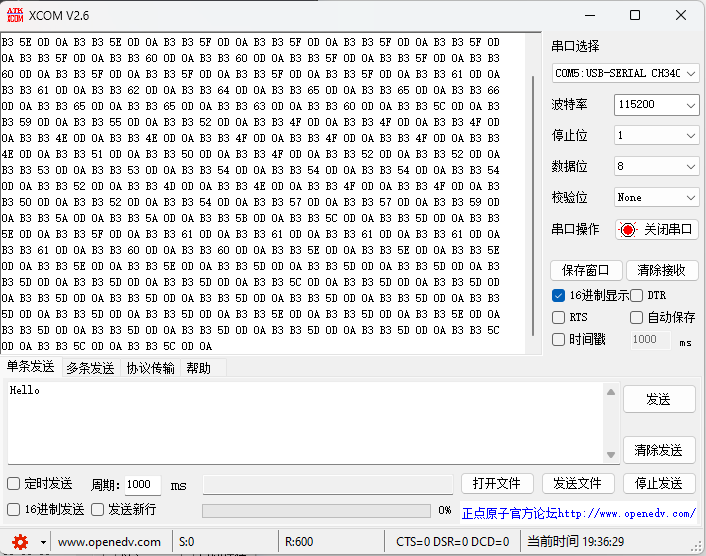 ATK XCOM
XCOM V2.6
B3 5E 0D 0A B3 B3 5E 0D 0A B3 B3 5F 0D 0A B3 B3 5F 0D 0A B3 B3 5F 0D 0A B3 B3 5F 0D
0A B3 B3 5F 0D 0A B3 B3 60 0D 0A B3 B3 60 0D 0A B3 B3 5F 0D 0A B3 B3 5F 0D 0A B3 B3
60 0D 0A B3 B3 5F 0D 0A B3 B3 5F 0D 0A B3 B3 5F 0D 0A B3 B3 5F 0D 0A B3 B3 61 0D 0A
B3 B3 61 0D 0A B3 B3 62 0D 0A B3 B3 64 0D 0A B3 B3 65 0D 0A B3 B3 65 0D 0A B3 B3 66
0D 0A B3 B3 65 0D 0A B3 B3 65 0D 0A B3 B3 63 0D 0A B3 B3 60 0D 0A B3 B3 5C 0D 0A B3
B3 59 0D 0A B3 B3 55 0D 0A B3 B3 52 0D 0A B3 B3 4F 0D 0A B3 B3 4F 0D 0A B3 B3 4F 0D
0A B3 B3 4E 0D 0A B3 B3 4E 0D 0A B3 B3 4F 0D 0A B3 B3 4F 0D 0A B3 B3 4F 0D 0A B3 B3
4E 0D 0A B3 B3 51 0D 0A B3 B3 50 0D 0A B3 B3 4F 0D 0A B3 B3 52 0D 0A B3 B3 52 0D 0A
B3 B3 53 0D 0A B3 B3 53 0D 0A B3 B3 54 0D 0A B3 B3 54 0D 0A B3 B3 54 0D 0A B3 B3 54
0D 0A B3 B3 52 0D 0A B3 B3 4D 0D 0A B3 B3 4E 0D 0A B3 B3 4F 0D 0A B3 B3 4F 0D 0A B3
B3 50 0D 0A B3 B3 52 0D 0A B3 B3 54 0D 0A B3 B3 57 0D 0A B3 B3 57 0D 0A B3 B3 59 0D
0A B3 B3 5A 0D 0A B3 B3 5A 0D 0A B3 B3 5B 0D 0A B3 B3 5C 0D 0A B3 B3 5D 0D 0A B3 B3
5E 0D 0A B3 B3 5F 0D 0A B3 B3 61 0D 0A B3 B3 61 0D 0A B3 B3 61 0D 0A B3 B3 61 0D 0A
B3 B3 61 0D 0A B3 B3 60 0D 0A B3 B3 60 0D 0A B3 B3 5E 0D 0A B3 B3 5E 0D 0A B3 B3 5E
0D 0A B3 B3 5E 0D 0A B3 B3 5E 0D 0A B3 B3 5D 0D 0A B3 B3 5D 0D 0A B3 B3 5D 0D 0A B3
B3 5D 0D 0A B3 B3 5D 0D 0A B3 B3 5D 0D 0A B3 B3 5C 0D 0A B3 B3 5D 0D 0A B3 B3 5D 0D
0A B3 B3 5D 0D 0A B3 B3 5D 0D 0A B3 B3 5D 0D 0A B3 B3 5D 0D 0A B3 B3 5D 0D 0A B3 B3
5D 0D 0A B3 B3 5D 0D 0A B3 B3 5D 0D 0A B3 B3 5E 0D 0A B3 B3 5D 0D 0A B3 B3 5E 0D 0A
B3 B3 5D 0D 0A B3 B3 5D 0D 0A B3 B3 5D 0D 0A B3 B3 5D 0D 0A B3 B3 5D 0D 0A B3 B3 5C
0D 0A B3 B3 5C 0D 0A B3 B3 5C 0D 0A
串口选择
COM5:USB-SERIAL CH340
波特率 115200
停止位 1
数据位 8
校验位 None
串口操作 关闭串口
保存窗口 清除接收
16进制显示 DTR
RTS 自动保存
时间戳 1000 ms
单条发送 多条发送 协议传输 帮助
Hello
发送
清除发送
定时发送 周期: 1000 ms 打开文件 发送文件 停止发送
16进制发送 发送新行 0% 正点原子官方论坛http://www.openedv.com/
www.openedv.com S:0 R:600 CTS=0 DSR=0 DCD=0 当前时间 19:36:29